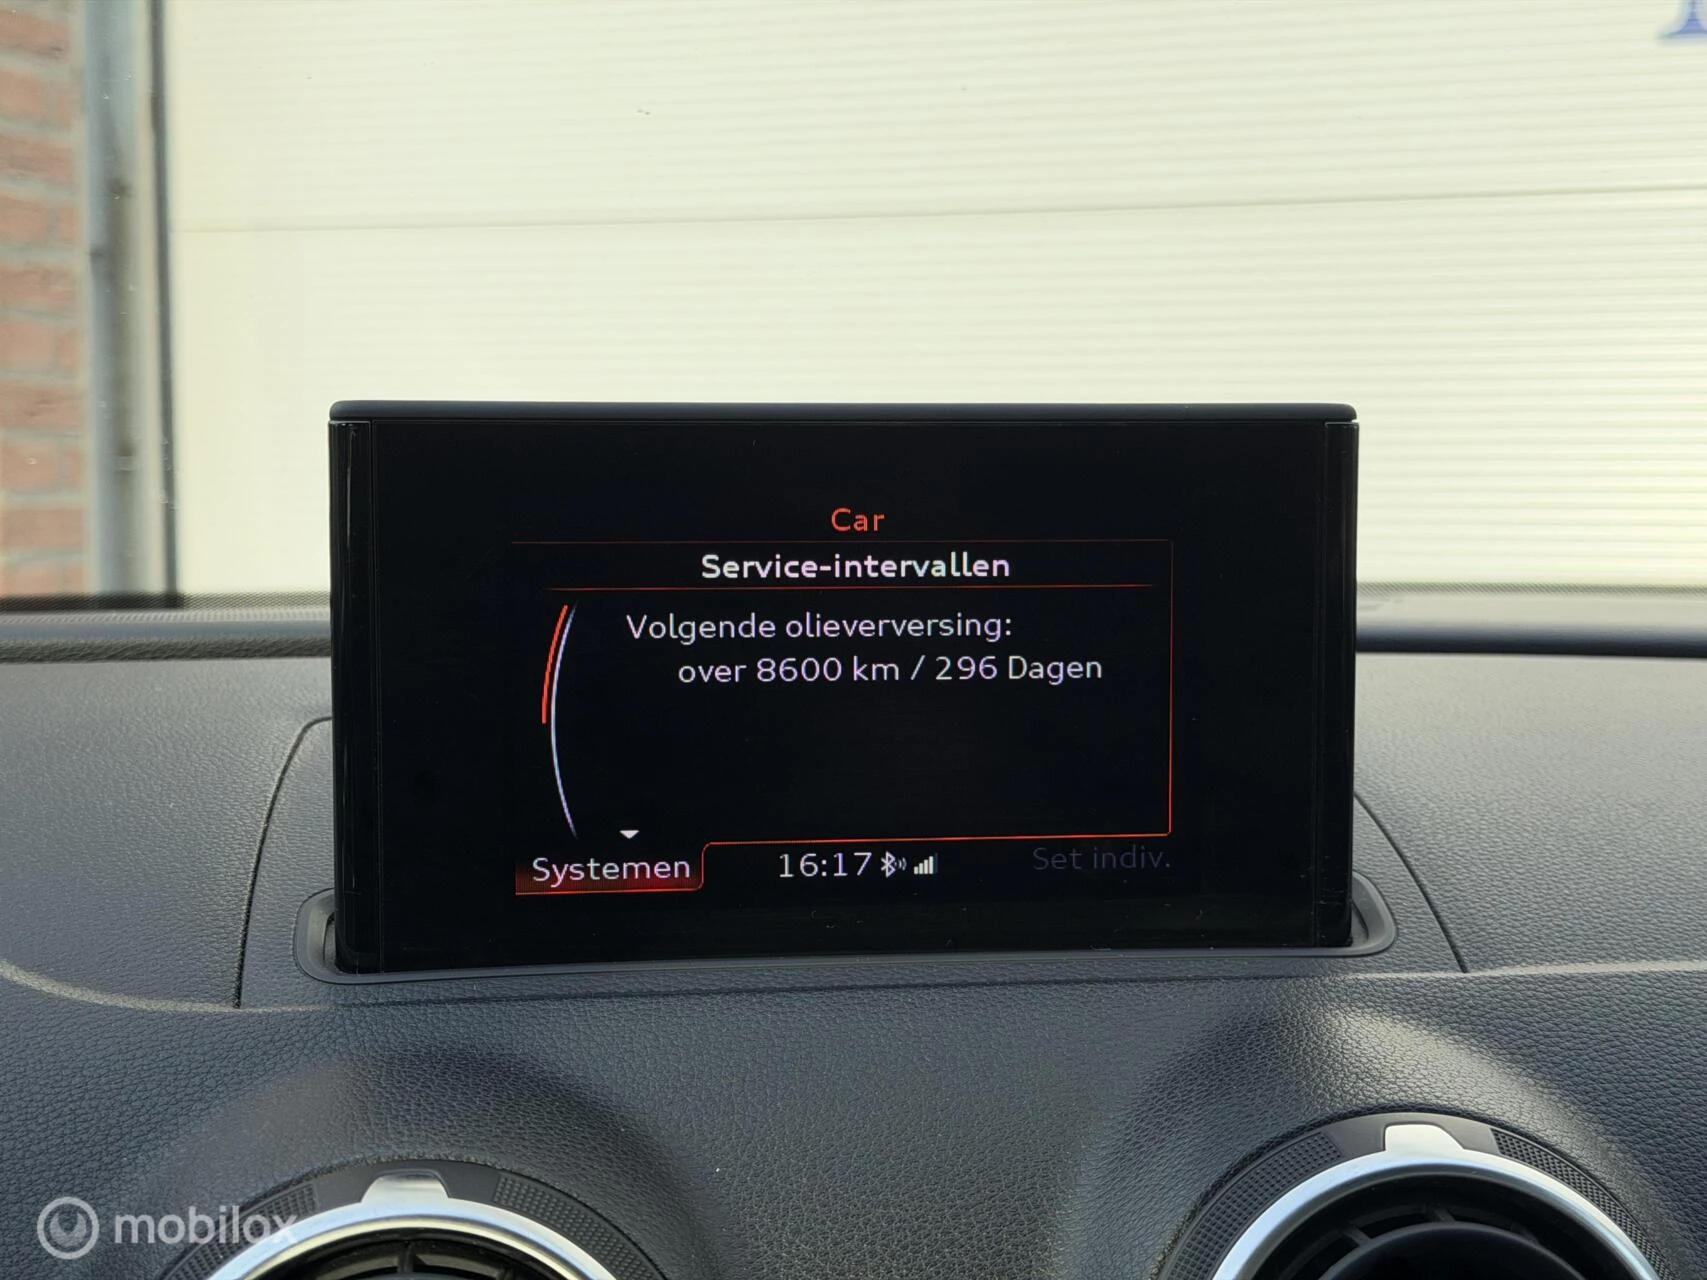 Car
Service-intervallen
Volgende olieverversing:
over 8600 km / 296 Dagen
Systemen
16:17
Set indiv.
mobilox